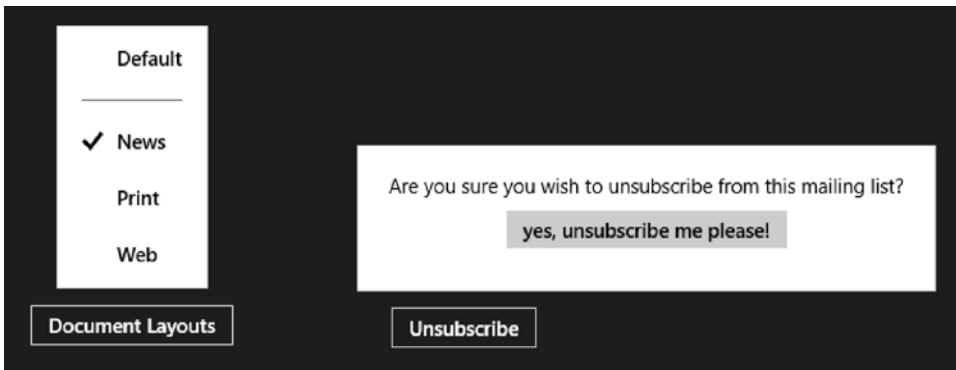 Default
News
Print
Web
Document Layouts
Are you sure you wish to unsubscribe from this mailing list?
yes, unsubscribe me please!
Unsubscribe